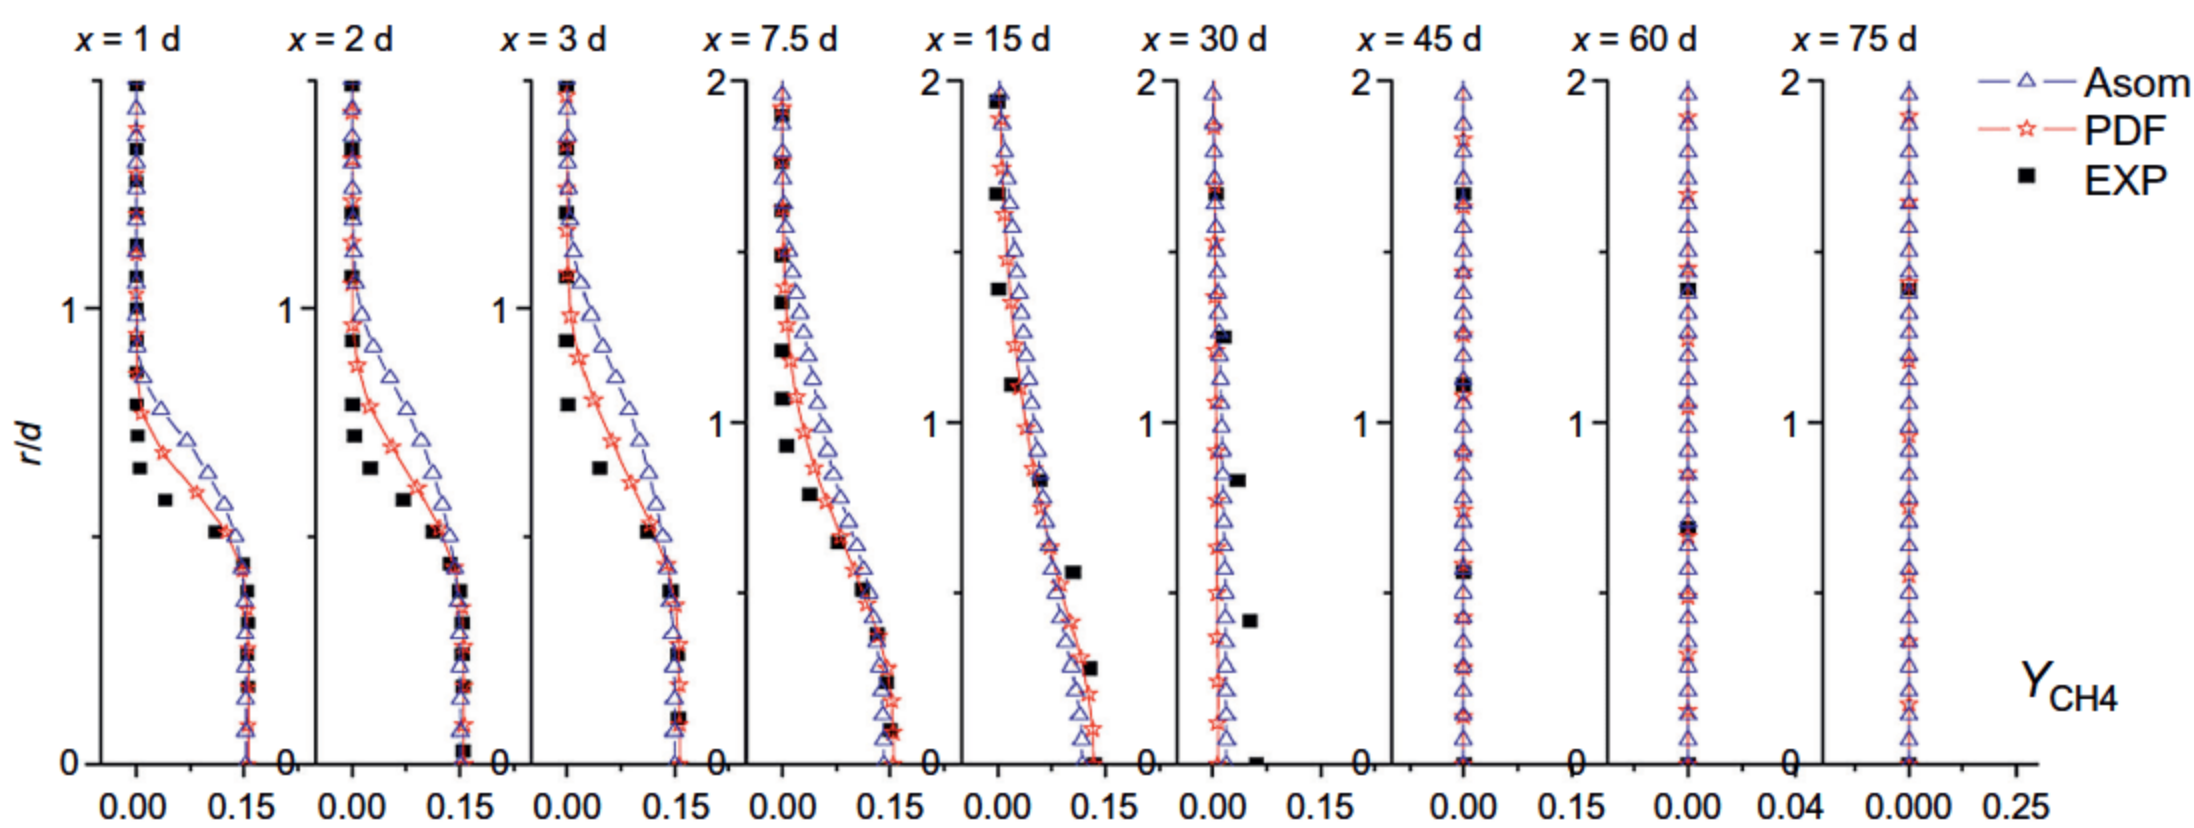 x = 1 d x = 2 d x = 3 d x = 7.5 d x = 15 d x = 30 d x = 45 d x = 60 d x = 75 d
2 2 2 2 2 2
Asom
PDF
EXP
1 1 1
1 1 1 1 1 1
r/d
Y_CH4
0 0 0 0 0 0 0 0 0
0.00 0.15 0.00 0.15 0.00 0.15 0.00 0.15 0.00 0.15 0.00 0.15 0.00 0.15 0.00 0.04 0.000 0.25